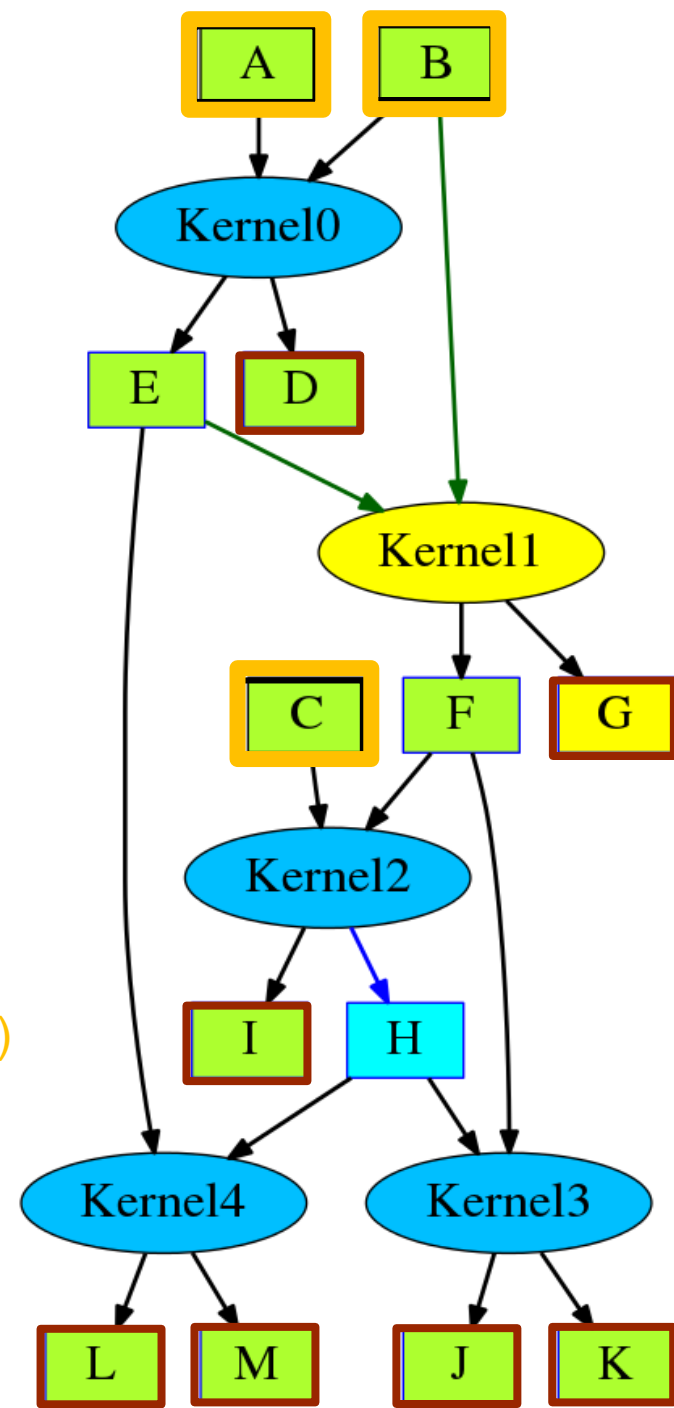 A B
Kernel0
E D
Kernel1
C F G
Kernel2
I H
)
Kernel4 Kernel3
L M J K